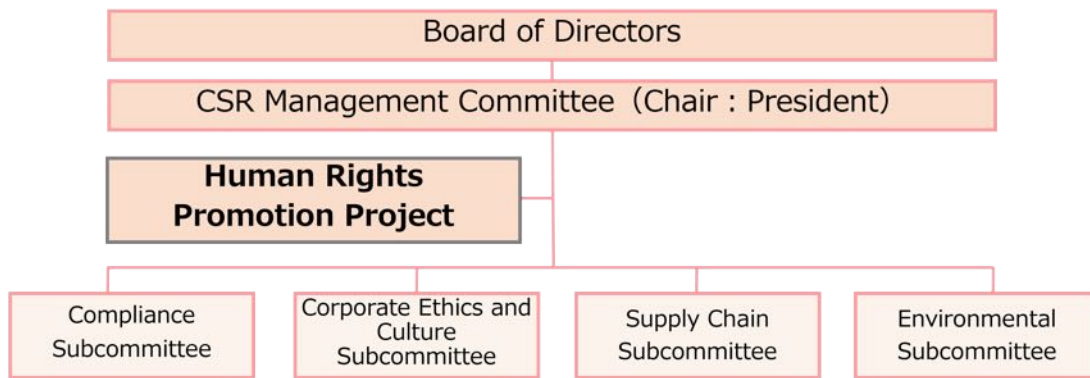 Board of Directors
CSR Management Committee（Chair：President）
Human Rights
Promotion Project
Compliance
Subcommittee
Corporate Ethics and
Culture
Subcommittee
Supply Chain
Subcommittee
Environmental
Subcommittee